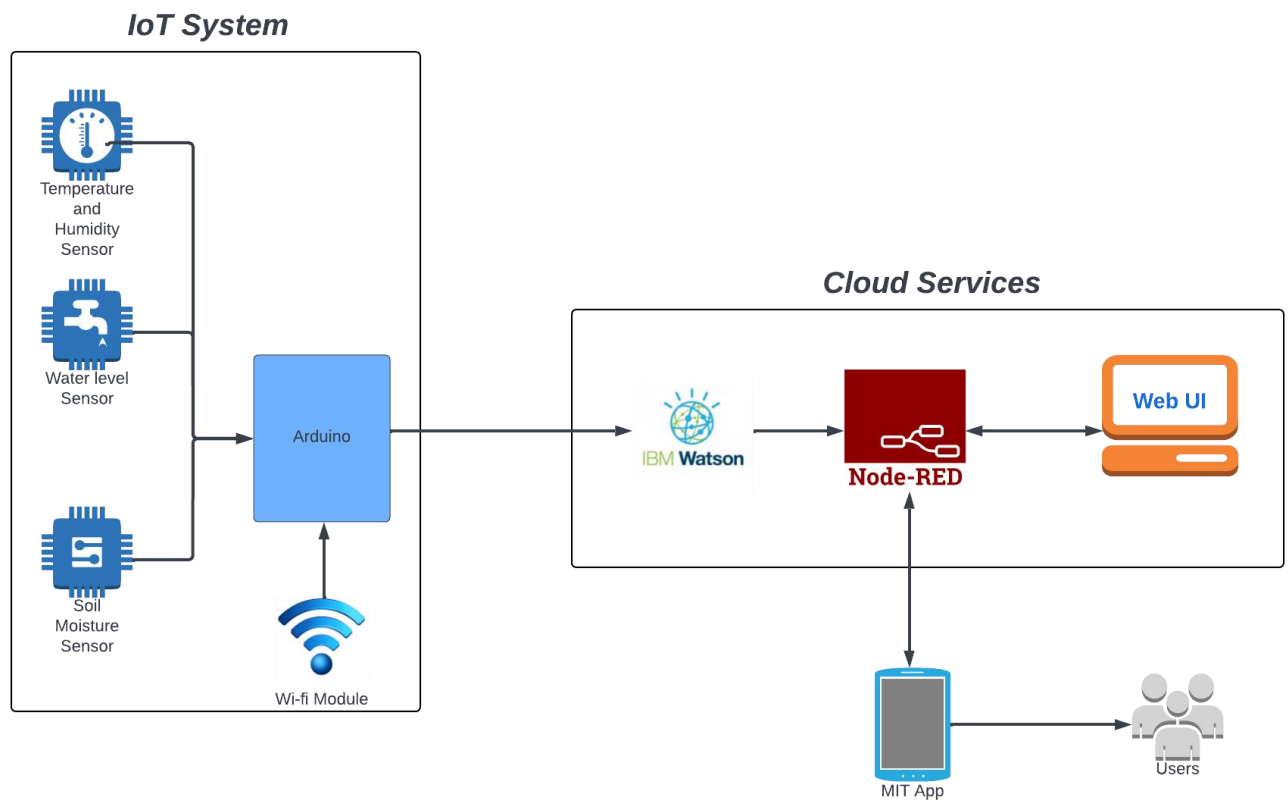 IoT System
Temperature
and
Humidity
Sensor
Water level
Sensor
Soil
Moisture
Sensor
Arduino
Wi-fi Module
Cloud Services
IBM Watson
Node-RED
Web UI
MIT App
Users